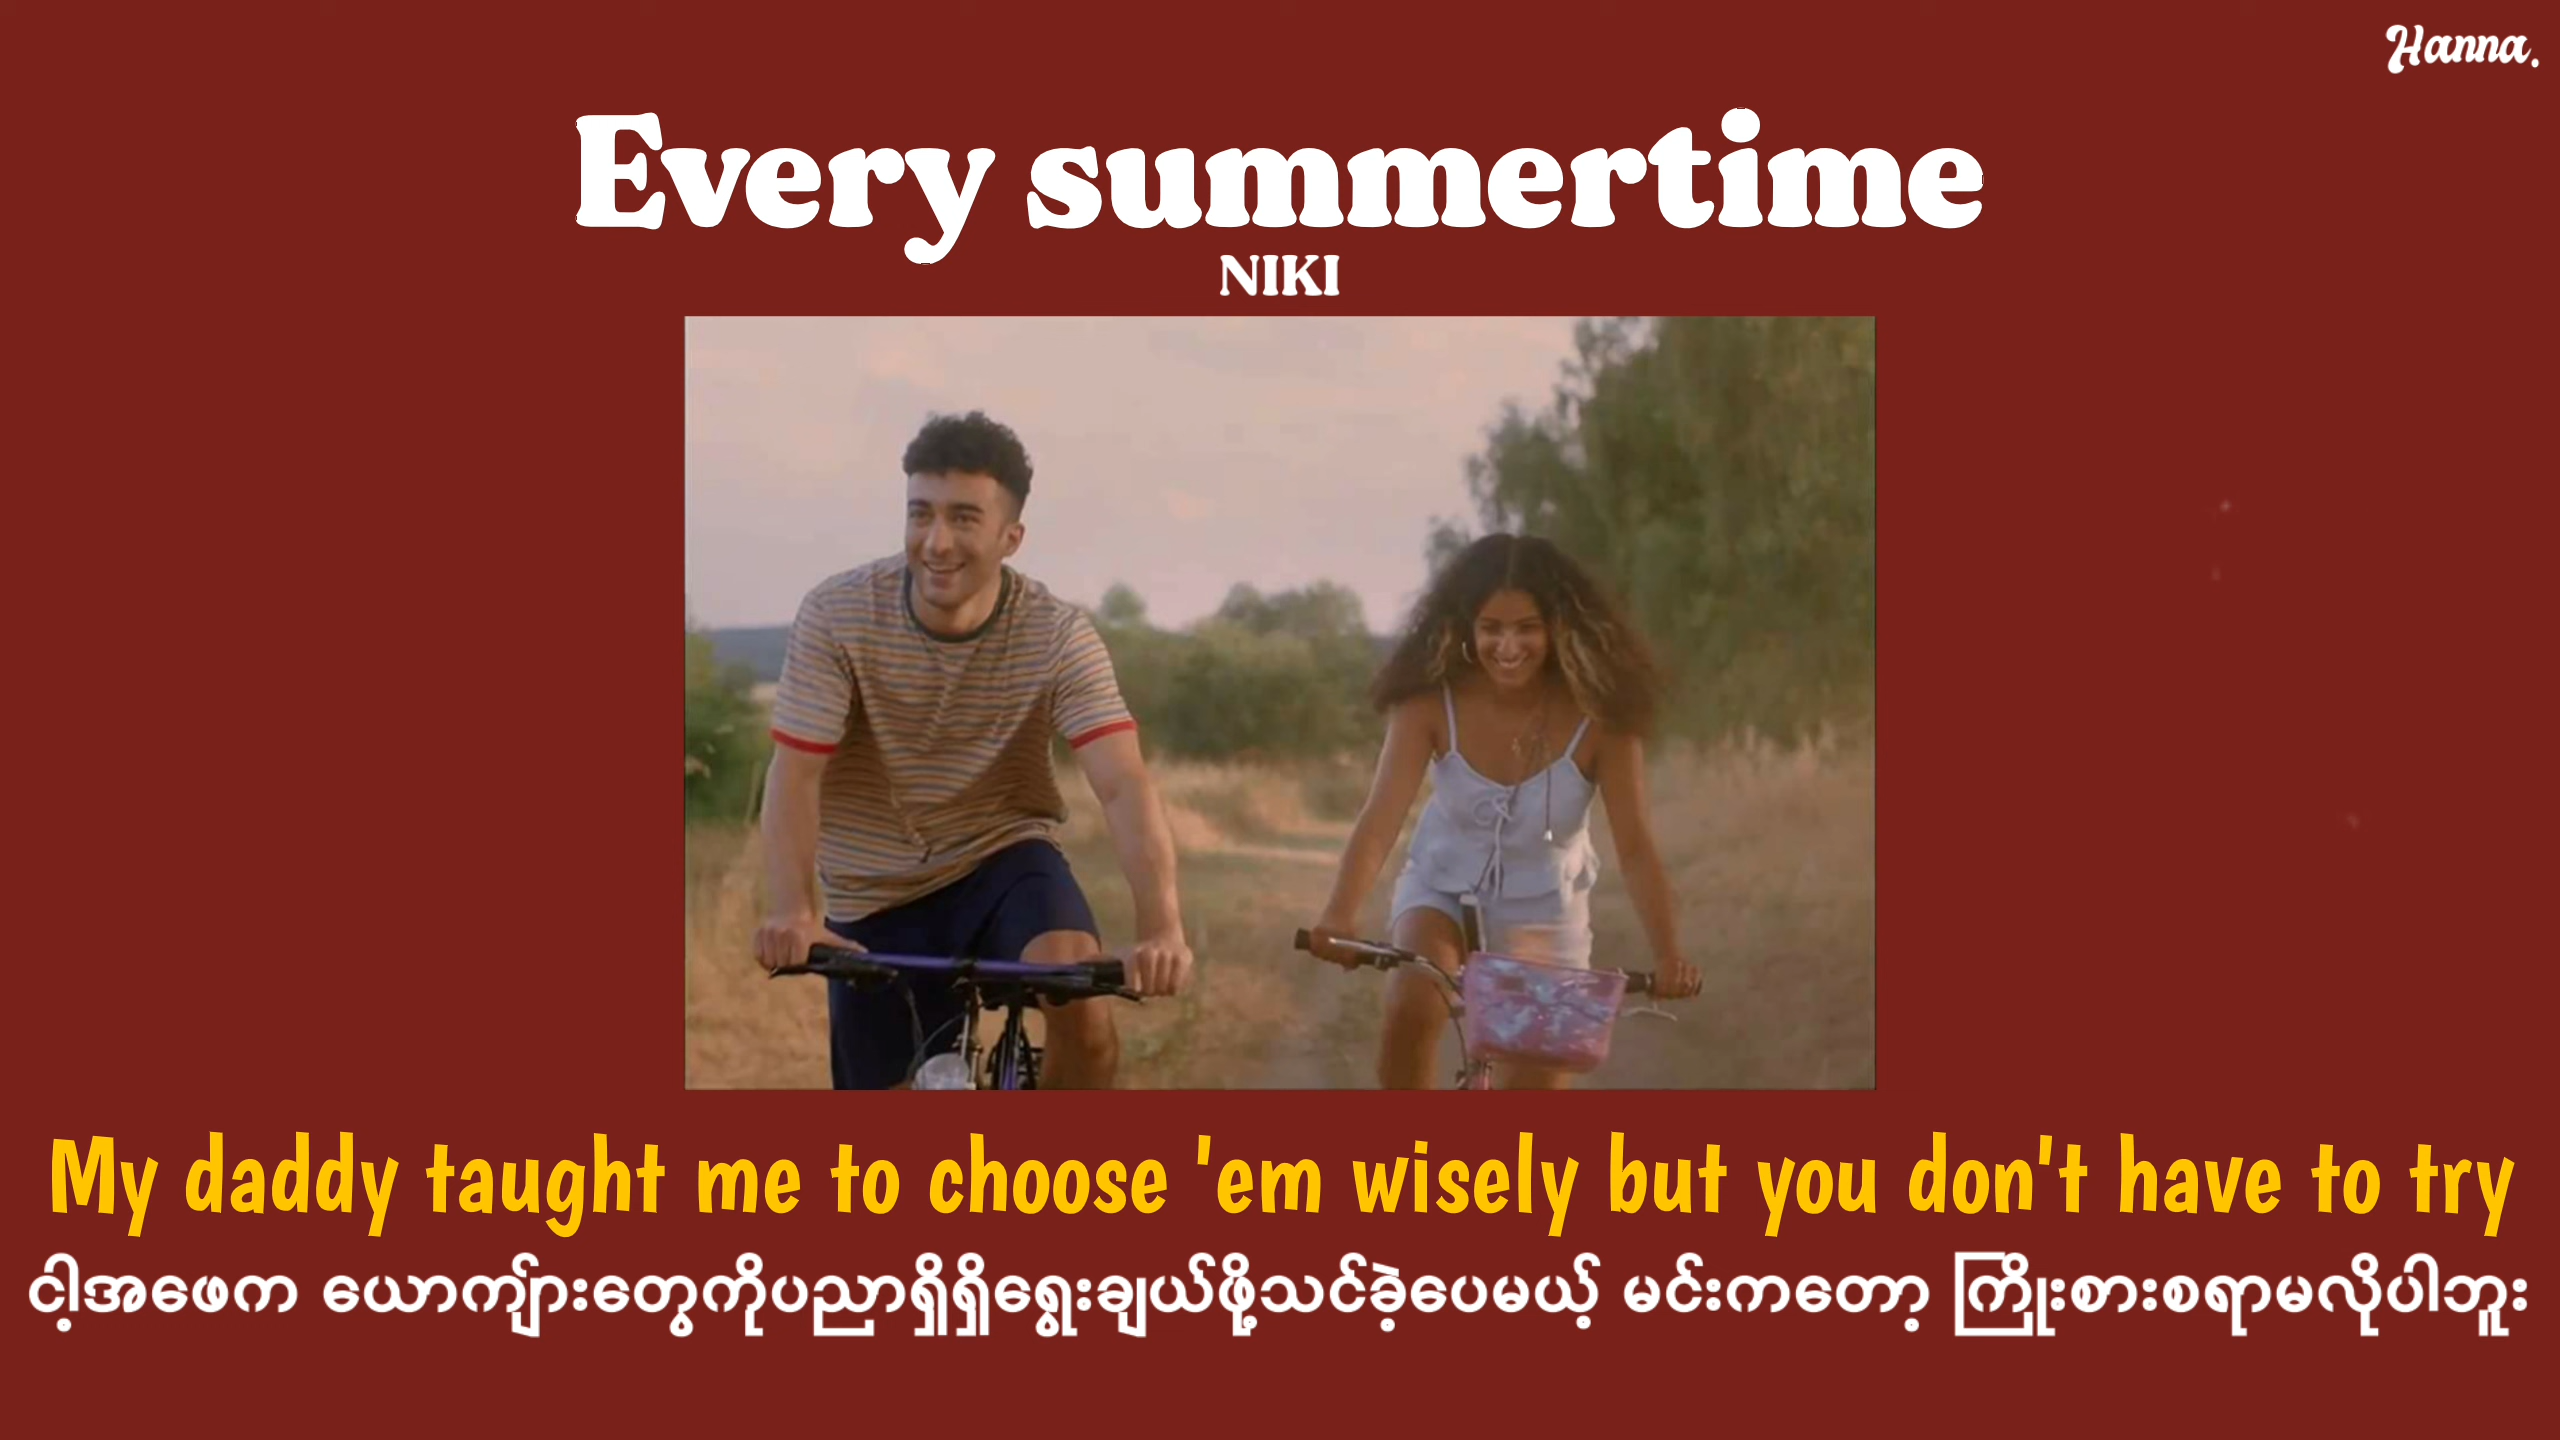 Hanna.
Every summertime
NIKI
My daddy taught me to choose 'em wisely but you don't have to try
ငါ့အဖေက ယောကျ်ားတွေကိုပညာရှိရှိရွေးချယ်ဖို့သင်ခဲ့ပေမယ့် မင်းကတော့ ကြိုးစားစရာမလိုပါဘူး